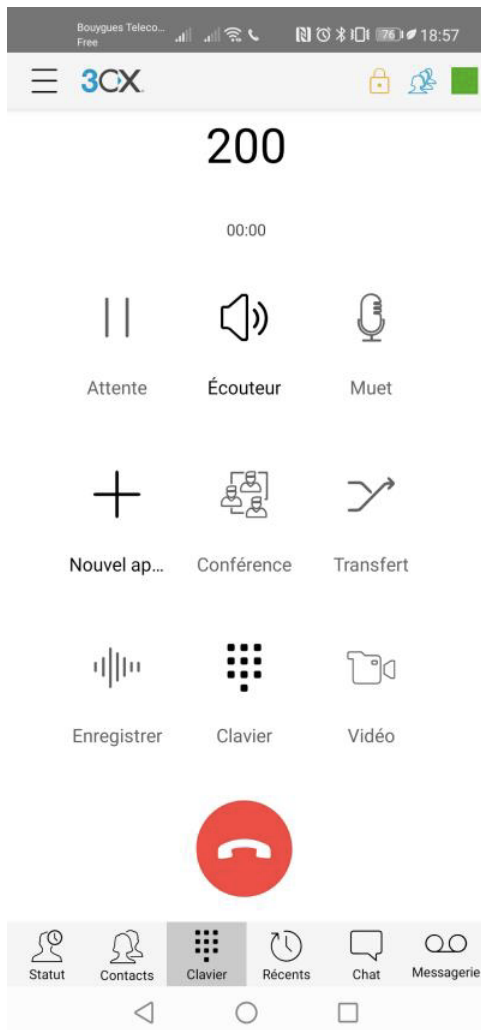 Bouygues Teleco...
Free
76
18:57
3CX
200
00:00
Attente Écouteur Muet
Nouvel ap... Conférence Transfert
Enregistrer Clavier Vidéo
Statut Contacts Clavier Récents Chat Messagerie